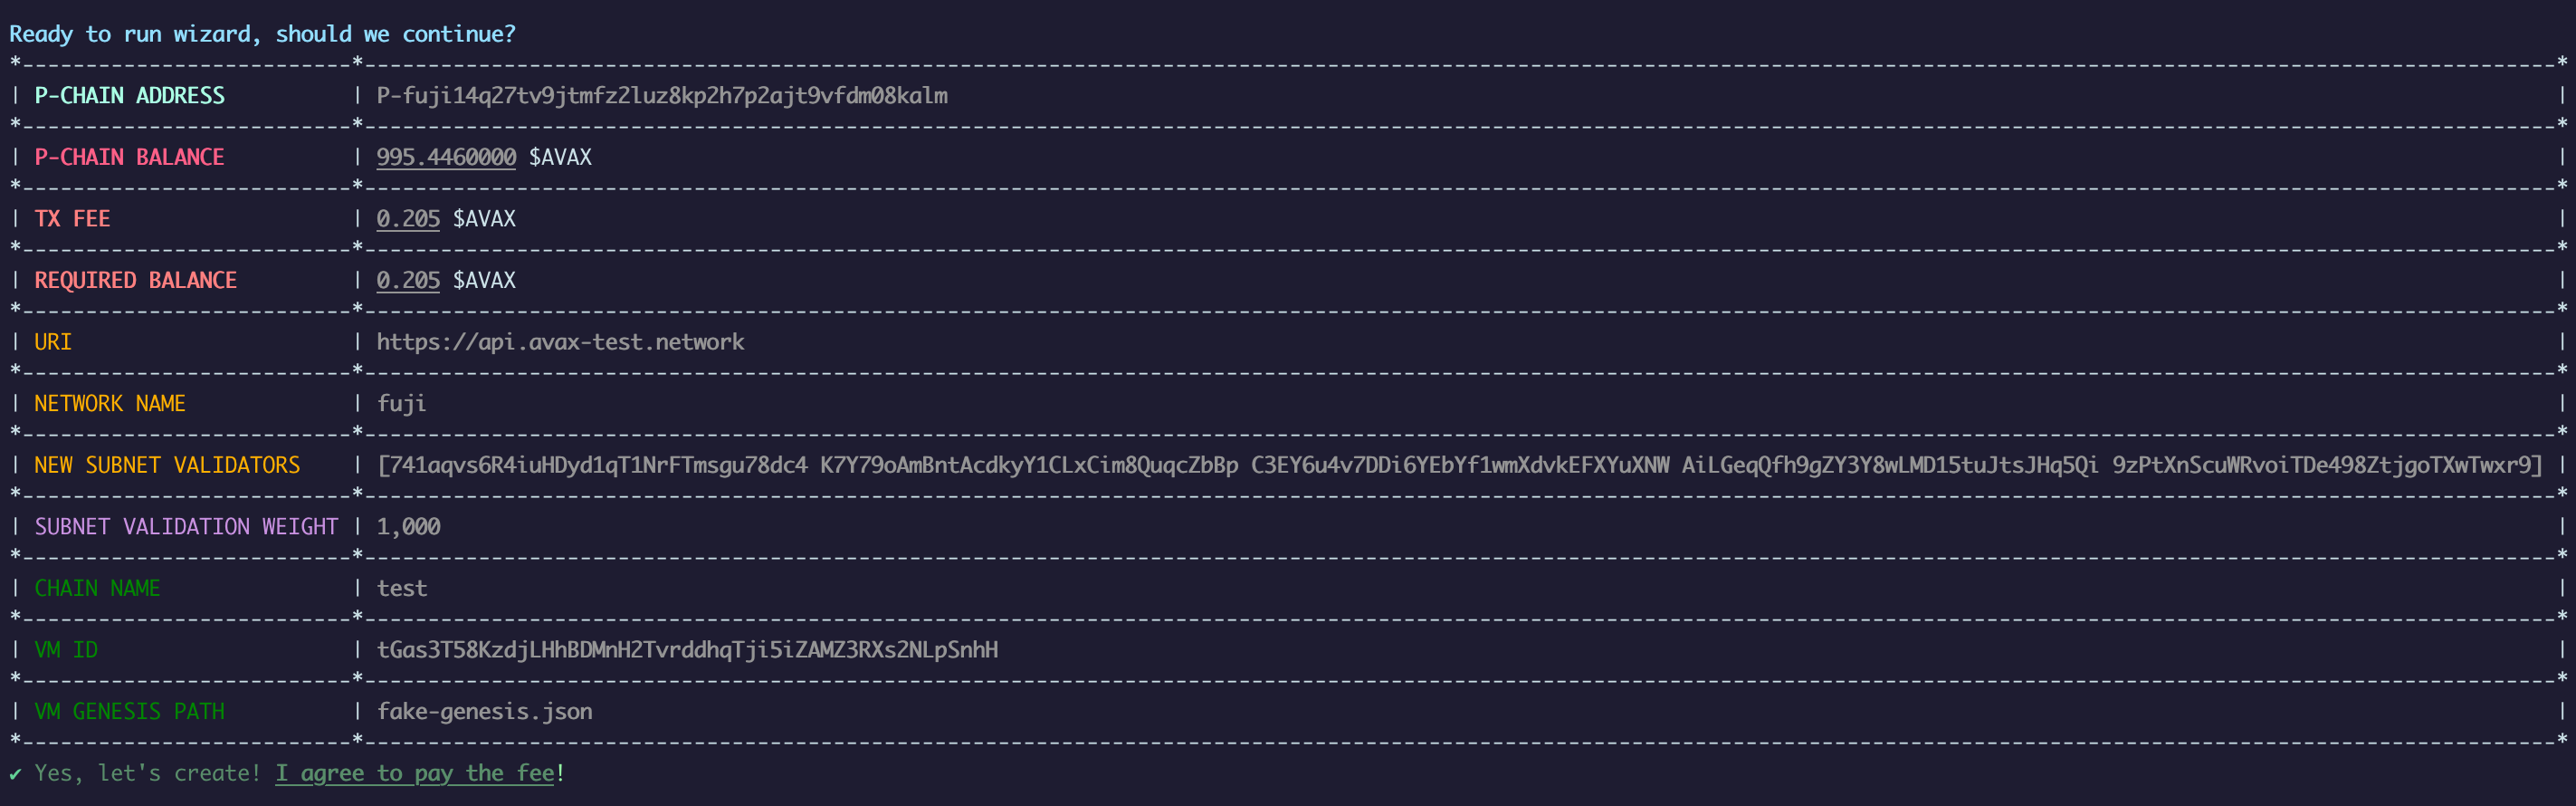 Ready to run wizard, should we continue?
*--------------------------*------------------------------------------------------------------------------------------------------------------------------------------------------------------------------*
| P-CHAIN ADDRESS          | P-fuji14q27tv9jtmfz2luz8kp2h7p2ajt9vfdm08kalm |
*--------------------------*------------------------------------------------------------------------------------------------------------------------------------------------------------------------------*
| P-CHAIN BALANCE          | 995.4460000 $AVAX |
*--------------------------*------------------------------------------------------------------------------------------------------------------------------------------------------------------------------*
| TX FEE                   | 0.205 $AVAX |
*--------------------------*------------------------------------------------------------------------------------------------------------------------------------------------------------------------------*
| REQUIRED BALANCE         | 0.205 $AVAX |
*--------------------------*------------------------------------------------------------------------------------------------------------------------------------------------------------------------------*
| URI                      | https://api.avax-test.network |
*--------------------------*------------------------------------------------------------------------------------------------------------------------------------------------------------------------------*
| NETWORK NAME             | fuji |
*--------------------------*------------------------------------------------------------------------------------------------------------------------------------------------------------------------------*
| NEW SUBNET VALIDATORS    | [741aqvs6R4iuHDyd1qT1NrFTmsgu78dc4 K7Y79oAmBntAcdkyY1CLxCim8QuqcZbBp C3EY6u4v7DDi6YEbYf1wmXdvkEFXYuXNW AiLGeqQfh9gZY3Y8wLMD15tuJtsJHq5Qi 9zPtXnScuWRvoiTDe498ZtjgoTXwTwxr9] |
*--------------------------*------------------------------------------------------------------------------------------------------------------------------------------------------------------------------*
| SUBNET VALIDATION WEIGHT | 1,000 |
*--------------------------*------------------------------------------------------------------------------------------------------------------------------------------------------------------------------*
| CHAIN NAME               | test |
*--------------------------*------------------------------------------------------------------------------------------------------------------------------------------------------------------------------*
| VM ID                    | tGas3T58KzdjLHhBDMnH2TvrddhqTji5iZAMZ3RXs2NLpSnhH |
*--------------------------*------------------------------------------------------------------------------------------------------------------------------------------------------------------------------*
| VM GENESIS PATH          | fake-genesis.json |
*--------------------------*------------------------------------------------------------------------------------------------------------------------------------------------------------------------------*
✔ Yes, let's create! I agree to pay the fee!